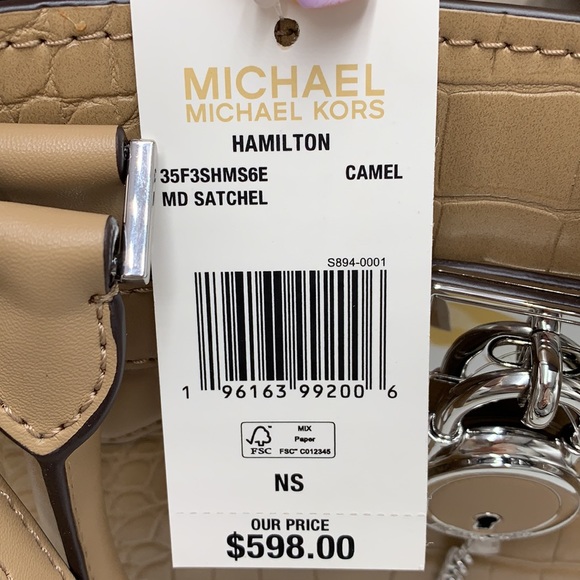 MICHAEL
MICHAEL KORS
HAMILTON
35F3SHMS6E CAMEL
MD SATCHEL
S894-0001
1 96163 99200 6
FSC
MIX
Paper
FSC™ C012345
NS
OUR PRICE
$598.00